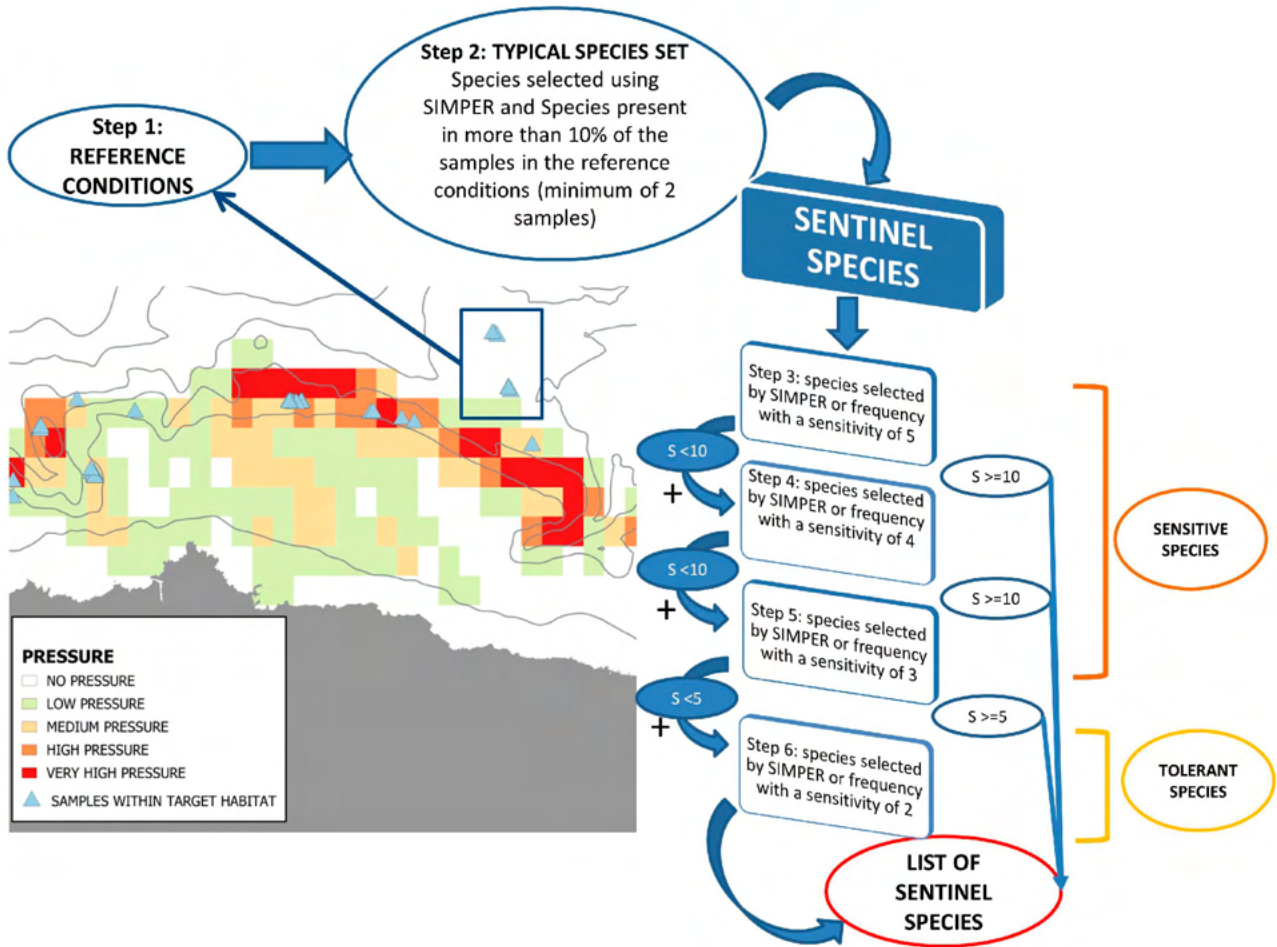 Step 1:
REFERENCE
CONDITIONS
Step 2: TYPICAL SPECIES SET
Species selected using
SIMPER and Species present
in more than 10% of the
samples in the reference
conditions (minimum of 2
samples)
SENTINEL
SPECIES
Step 3: species selected
by SIMPER or frequency
with a sensitivity of 5
S <10
+
S >=10
Step 4: species selected
by SIMPER or frequency
with a sensitivity of 4
S <10
+
S >=10
Step 5: species selected
by SIMPER or frequency
with a sensitivity of 3
S <5
+
S >=5
Step 6: species selected
by SIMPER or frequency
with a sensitivity of 2
SENSITIVE
SPECIES
TOLERANT
SPECIES
LIST OF
SENTINEL
SPECIES
PRESSURE
NO PRESSURE
LOW PRESSURE
MEDIUM PRESSURE
HIGH PRESSURE
VERY HIGH PRESSURE
SAMPLES WITHIN TARGET HABITAT